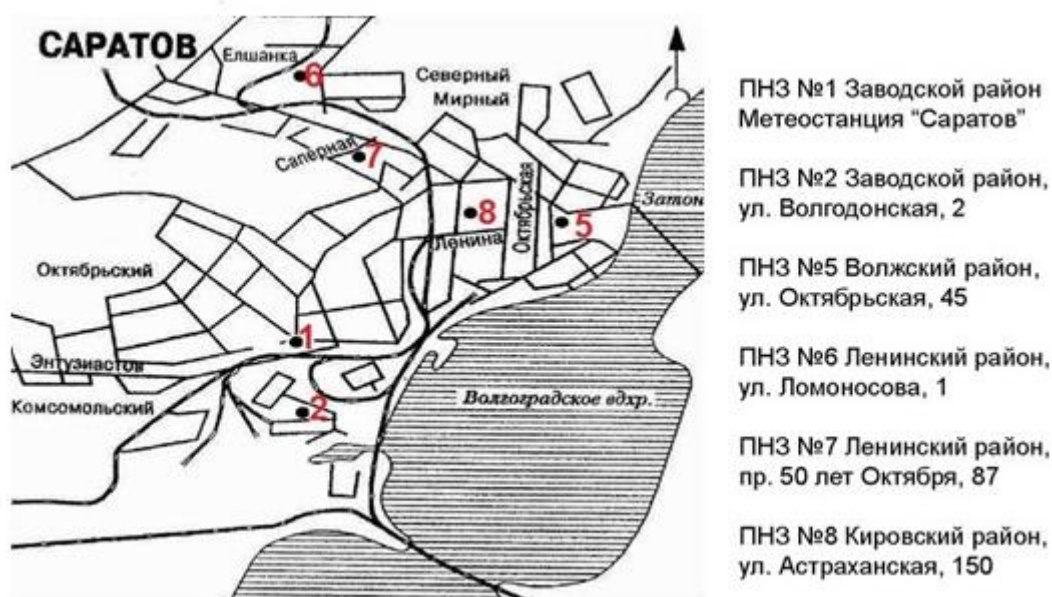 САРАТОВ
Елшанка
6
Северный
Мирный
Сапёрная
7
8
Октябрьская
5
Затон
Ленина
Октябрьский
1
Энтузиастов
Комсомольский
2
Волгоградское вдхр.
ПНЗ №1 Заводской район
Метеостанция “Саратов”
ПНЗ №2 Заводской район,
ул. Волгодонская, 2
ПНЗ №5 Волжский район,
ул. Октябрьская, 45
ПНЗ №6 Ленинский район,
ул. Ломоносова, 1
ПНЗ №7 Ленинский район,
пр. 50 лет Октября, 87
ПНЗ №8 Кировский район,
ул. Астраханская, 150